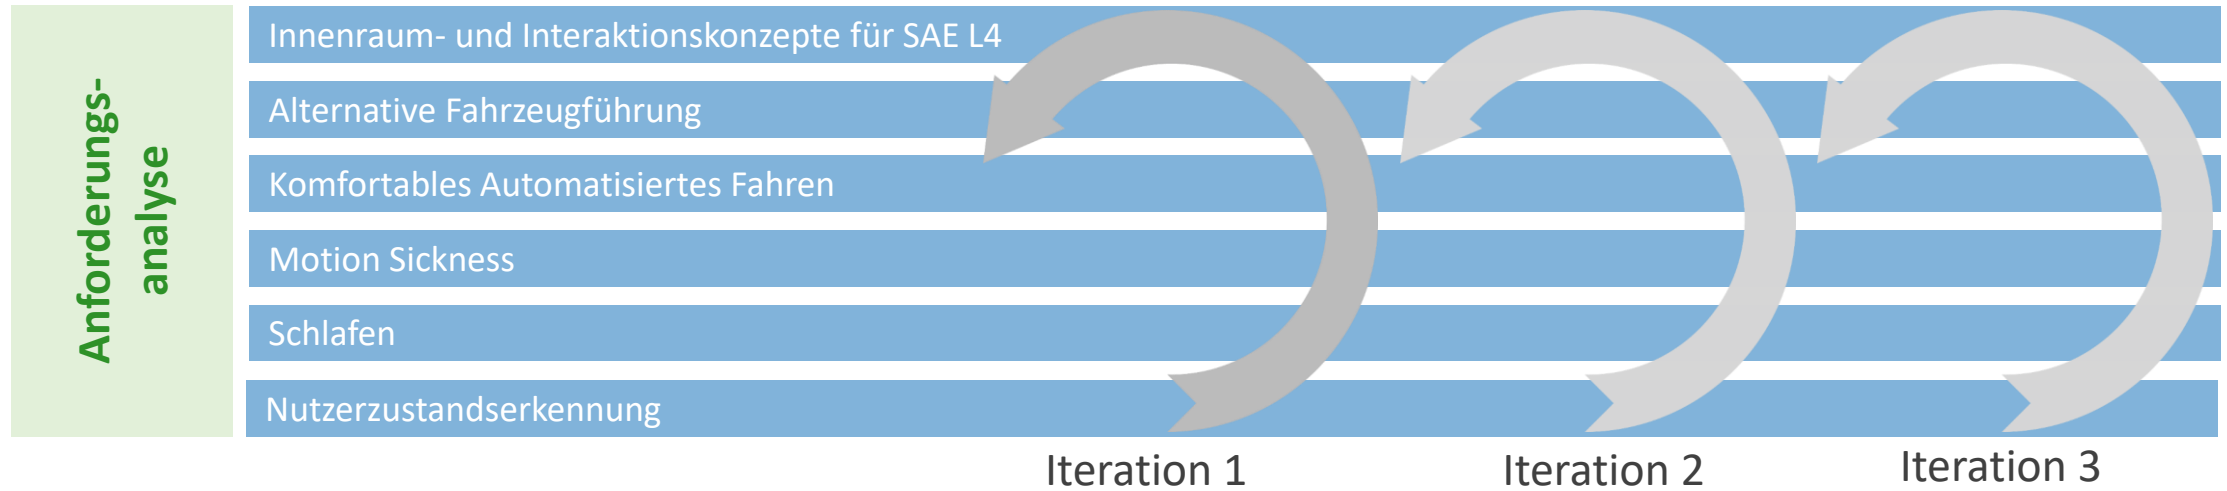 Anforderungs-
analyse
Innenraum- und Interaktionskonzepte für SAE L4
Alternative Fahrzeugführung
Komfortables Automatisiertes Fahren
Motion Sickness
Schlafen
Nutzerzustandserkennung
Iteration 1
Iteration 2
Iteration 3